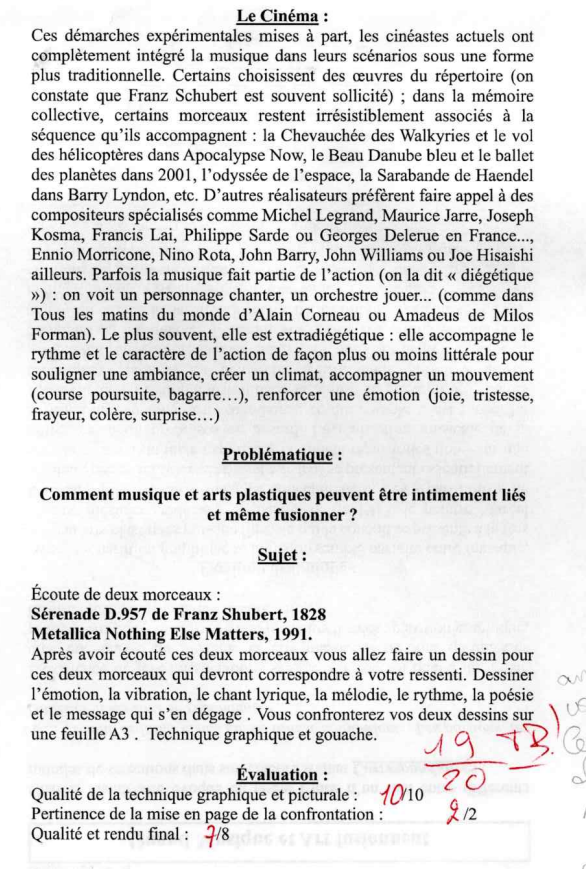 Le Cinéma :
Ces démarches expérimentales mises à part, les cinéastes actuels ont
complètement intégré la musique dans leurs scénarios sous une forme
plus traditionnelle. Certains choisissent des œuvres du répertoire (on
constate que Franz Schubert est souvent sollicité) ; dans la mémoire
collective, certains morceaux restent irrésistiblement associés à la
séquence qu'ils accompagnent : la Chevauchée des Walkyries et le vol
des hélicoptères dans Apocalypse Now, le Beau Danube bleu et le ballet
des planètes dans 2001, l'odyssée de l'espace, la Sarabande de Haendel
dans Barry Lyndon, etc. D'autres réalisateurs préfèrent faire appel à des
compositeurs spécialisés comme Michel Legrand, Maurice Jarre, Joseph
Kosma, Francis Lai, Philippe Sarde ou Georges Delerue en France...,
Ennio Morricone, Nino Rota, John Barry, John Williams ou Joe Hisaishi
ailleurs. Parfois la musique fait partie de l'action (on la dit « diégétique
») : on voit un personnage chanter, un orchestre jouer... (comme dans
Tous les matins du monde d'Alain Corneau ou Amadeus de Milos
Forman). Le plus souvent, elle est extradiégétique : elle accompagne le
rythme et le caractère de l'action de façon plus ou moins littérale pour
souligner une ambiance, créer un climat, accompagner un mouvement
(course poursuite, bagarre…), renforcer une émotion (joie, tristesse,
frayeur, colère, surprise…)
Problématique :
Comment musique et arts plastiques peuvent être intimement liés
et même fusionner ?
Sujet :
Écoute de deux morceaux :
Sérenade D.957 de Franz Shubert, 1828
Metallica Nothing Else Matters, 1991.
Après avoir écouté ces deux morceaux vous allez faire un dessin pour
ces deux morceaux qui devront correspondre à votre ressenti. Dessiner
l'émotion, la vibration, le chant lyrique, la mélodie, le rythme, la poésie
et le message qui s'en dégage . Vous confronterez vos deux dessins sur
une feuille A3 . Technique graphique et gouache.
19 TB
20
Évaluation :
Qualité de la technique graphique et picturale : 10/10
Pertinence de la mise en page de la confrontation : 2/2
Qualité et rendu final : 7/8